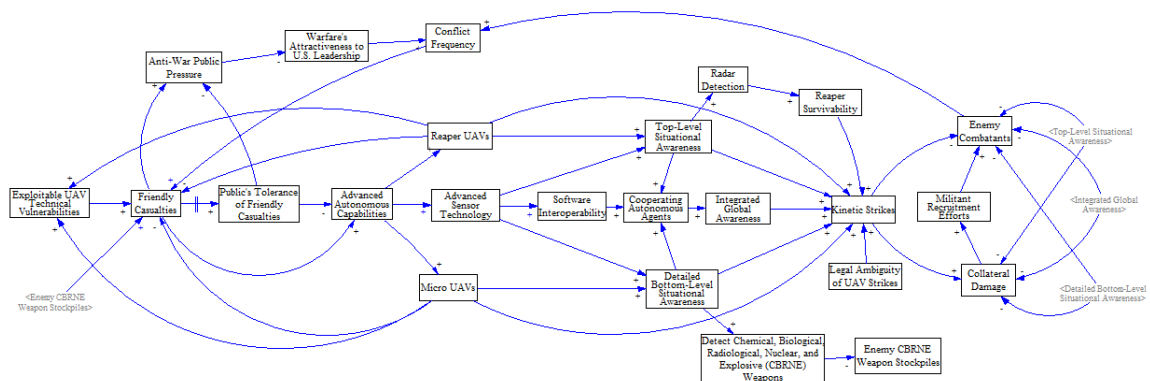 Warfare's
Attractiveness to
U.S. Leadership
Conflict
Frequency
Anti-War Public
Pressure
Radar
Detection
Reaper
Survivability
Reaper UAVs
Top-Level
Situational
Awareness
Enemy
Combatants
<Top-Level Situational
Awareness>
Exploitable UAV
Technical
Vulnerabilities
Friendly
Casualties
Public's Tolerance
of Friendly
Casualties
Advanced
Autonomous
Capabilities
Advanced
Sensor
Technology
Software
Interoperability
Cooperating
Autonomous
Agents
Integrated
Global
Awareness
Kinetic Strikes
Militant
Recruitment
Efforts
<Integrated Global
Awareness>
<Enemy CBRNE
Weapon Stockpiles>
Micro UAVs
Detailed
Bottom-Level
Situational
Awareness
Legal Ambiguity
of UAV Strikes
Collateral
Damage
<Detailed Bottom-Level
Situational Awareness>
Detect Chemical, Biological,
Radiological, Nuclear, and
Explosive (CBRNE)
Weapons
Enemy CBRNE
Weapon Stockpiles